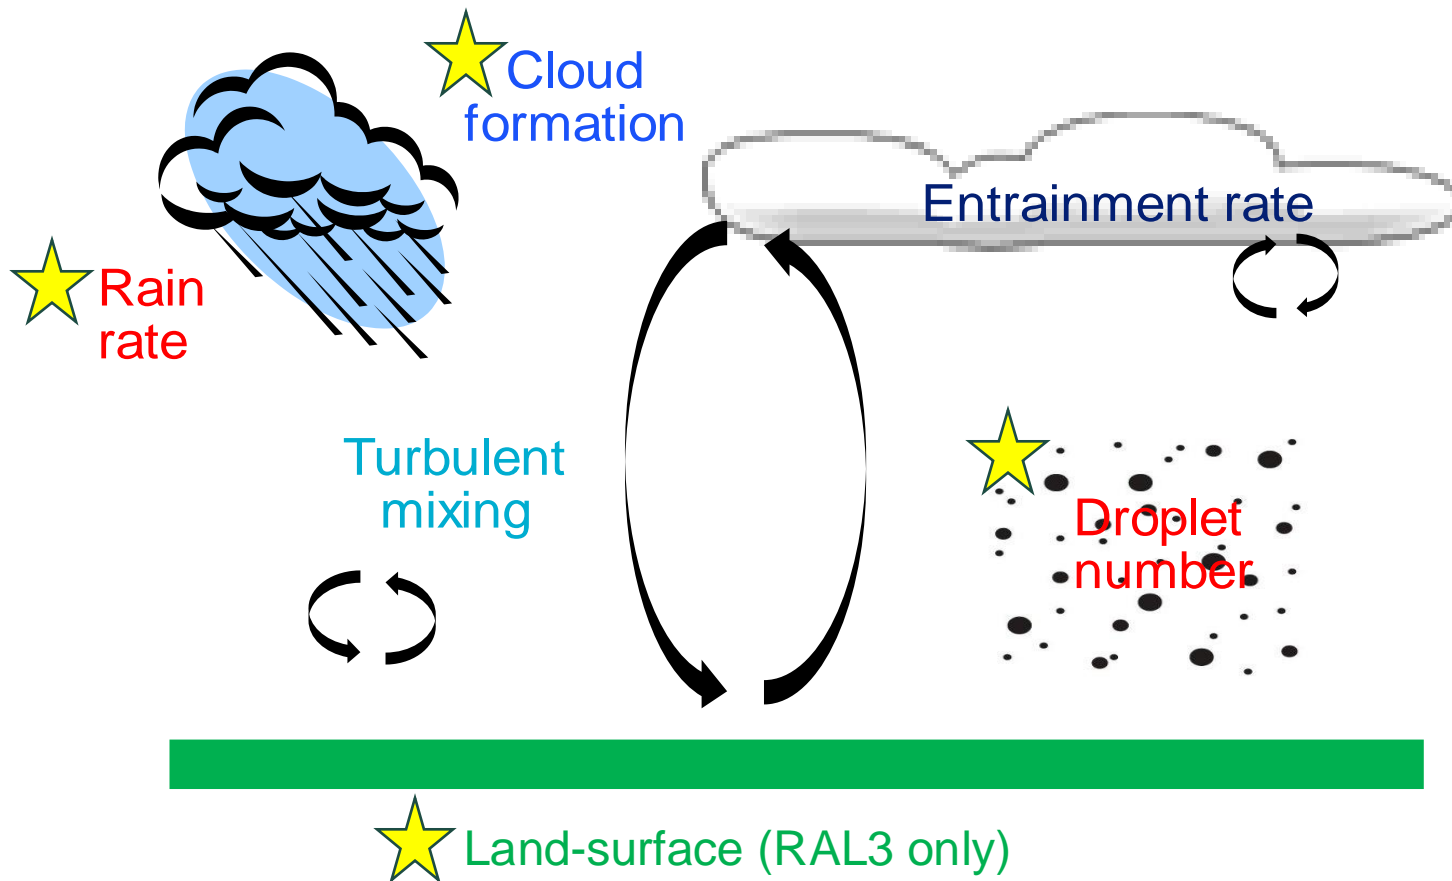 Cloud
formation
Entrainment rate
Rain
rate
Turbulent
mixing
Droplet
number
Land-surface (RAL3 only)